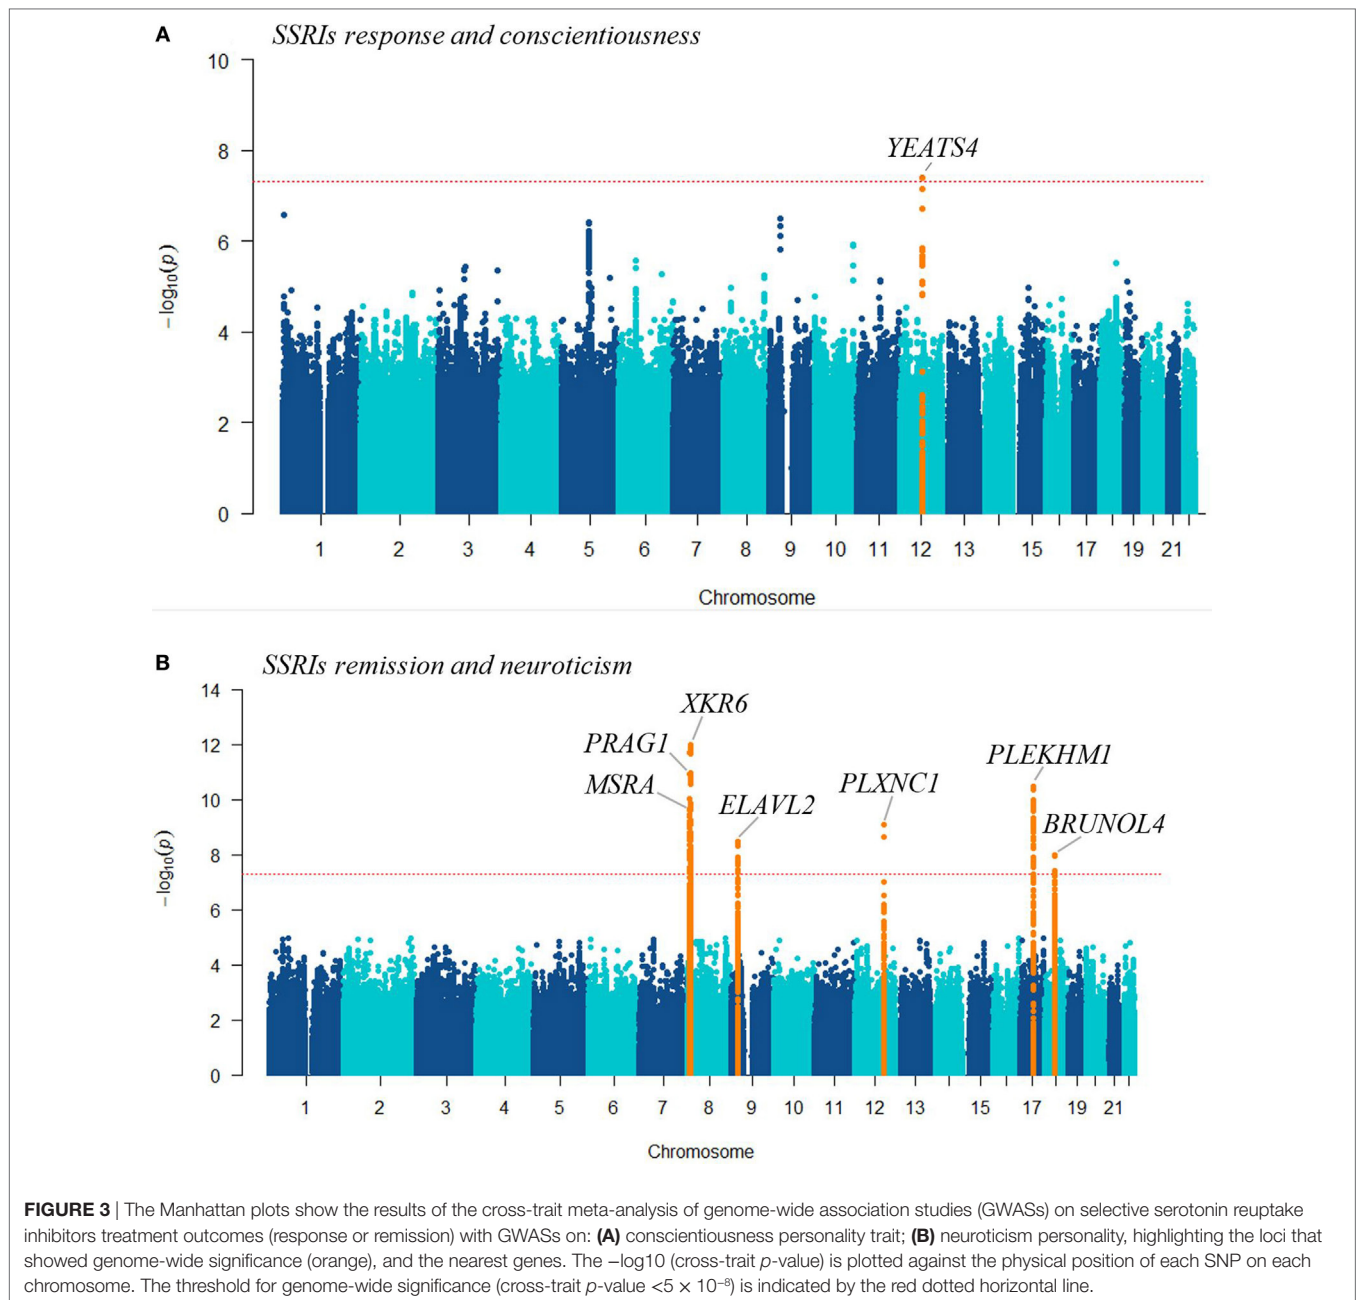 A
SSRIs response and conscientiousness
10
8
6
4
2
0
−log10(p)
YEATS4
1 2 3 4 5 6 7 8 9 10 11 12 13 15 17 19 21
Chromosome
B
SSRIs remission and neuroticism
14
12
10
8
6
4
2
0
−log10(p)
XKR6
PRAG1
MSRA
ELAVL2
PLXNC1
PLEKHM1
BRUNOL4
1 2 3 4 5 6 7 8 9 10 11 12 13 15 17 19 21
Chromosome
FIGURE 3 | The Manhattan plots show the results of the cross-trait meta-analysis of genome-wide association studies (GWASs) on selective serotonin reuptake
inhibitors treatment outcomes (response or remission) with GWASs on: (A) conscientiousness personality trait; (B) neuroticism personality, highlighting the loci that
showed genome-wide significance (orange), and the nearest genes. The −log10 (cross-trait p-value) is plotted against the physical position of each SNP on each
chromosome. The threshold for genome-wide significance (cross-trait p-value <5 × 10⁻⁸) is indicated by the red dotted horizontal line.